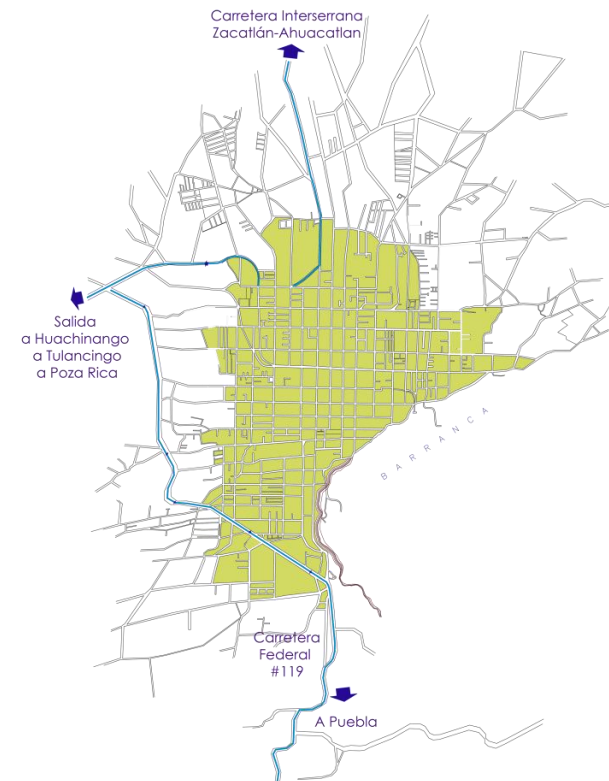 Carretera Interserrana
Zacatlán-Ahuacatlan
Salida
a Huachinango
a Tulancingo
a Poza Rica
BARRANCA
Carretera
Federal
#119
A Puebla